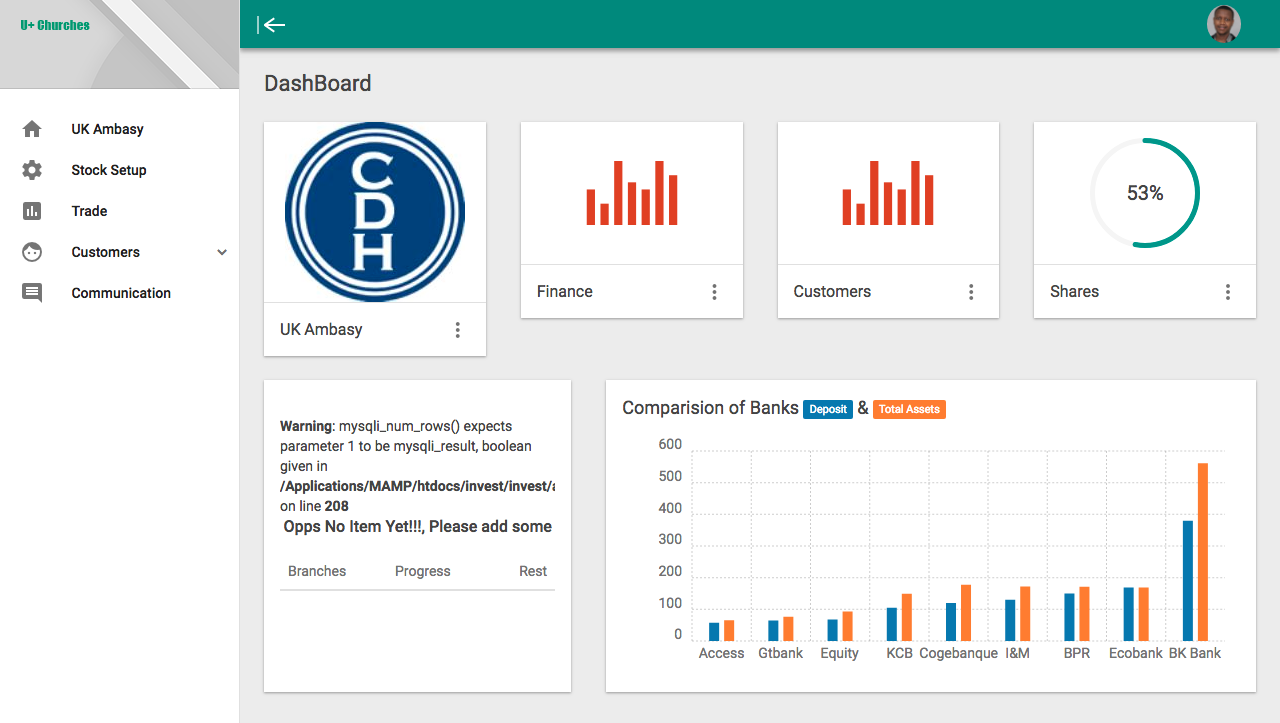 U+ Churches
UK Ambasy
Stock Setup
Trade
Customers
Communication
DashBoard
C
D
H
UK Ambasy
Finance
Customers
53%
Shares
Warning: mysqli_num_rows() expects
parameter 1 to be mysqli_result, boolean
given in
/Applications/MAMP/htdocs/invest/invest/
on line 208
Opps No Item Yet!!!, Please add some
Branches Progress Rest
Comparision of Banks Deposit & Total Assets
600
500
400
300
200
100
0
Access Gtbank Equity KCB Cogebanque I&M BPR Ecobank BK Bank